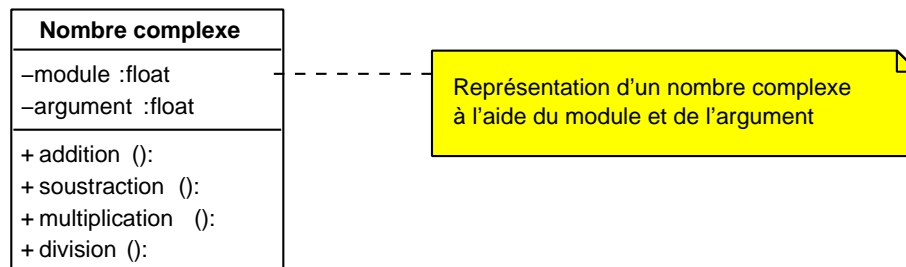 Nombre complexe
–module :float
–argument :float
+ addition ():
+ soustraction ():
+ multiplication ():
+ division ():
Représentation d'un nombre complexe
à l'aide du module et de l'argument